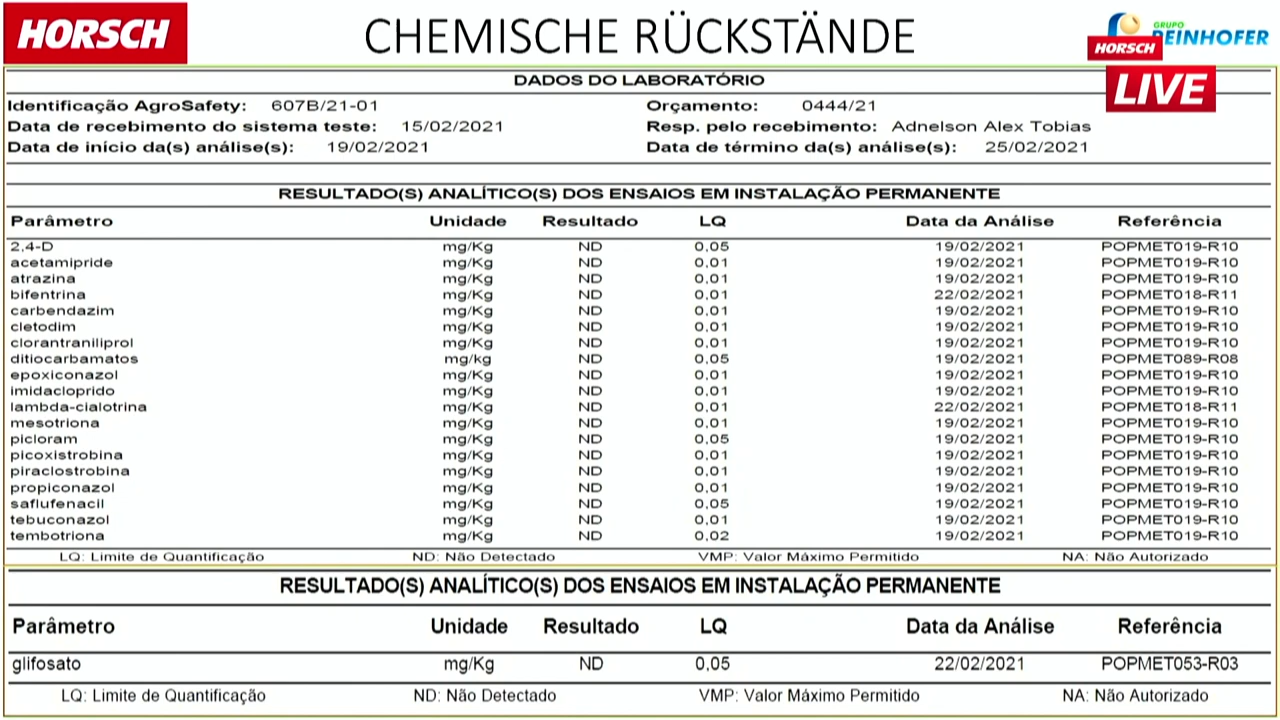 HORSCH
CHEMISCHE RÜCKSTÄNDE
GRUPO
REINHOFER
HORSCH
LIVE
DADOS DO LABORATÓRIO
Identificação AgroSafety: 607B/21-01 Orçamento: 0444/21
Data de recebimento do sistema teste: 15/02/2021 Resp. pelo recebimento: Adnelson Alex Tobias
Data de início da(s) análise(s): 19/02/2021 Data de término da(s) análise(s): 25/02/2021
RESULTADO(S) ANALÍTICO(S) DOS ENSAIOS EM INSTALAÇÃO PERMANENTE
Parâmetro Unidade Resultado LQ Data da Análise Referência
2,4-D mg/Kg ND 0,05 19/02/2021 POPMET019-R10
acetamipride mg/Kg ND 0,01 19/02/2021 POPMET019-R10
atrazina mg/Kg ND 0,01 19/02/2021 POPMET019-R10
bifentrina mg/Kg ND 0,01 22/02/2021 POPMET018-R11
carbendazim mg/Kg ND 0,01 19/02/2021 POPMET019-R10
cletodim mg/Kg ND 0,01 19/02/2021 POPMET019-R10
clorantraniliprol mg/Kg ND 0,01 19/02/2021 POPMET019-R10
ditiocarbamatos mg/kg ND 0,05 19/02/2021 POPMET089-R08
epoxiconazol mg/Kg ND 0,01 19/02/2021 POPMET019-R10
imidacloprido mg/Kg ND 0,01 19/02/2021 POPMET019-R10
lambda-cialotrina mg/Kg ND 0,01 22/02/2021 POPMET018-R11
mesotriona mg/Kg ND 0,01 19/02/2021 POPMET019-R10
picloram mg/Kg ND 0,05 19/02/2021 POPMET019-R10
picoxistrobina mg/Kg ND 0,01 19/02/2021 POPMET019-R10
piraclostrobina mg/Kg ND 0,01 19/02/2021 POPMET019-R10
propiconazol mg/Kg ND 0,01 19/02/2021 POPMET019-R10
saflufenacil mg/Kg ND 0,05 19/02/2021 POPMET019-R10
tebuconazol mg/Kg ND 0,01 19/02/2021 POPMET019-R10
tembotriona mg/Kg ND 0,02 19/02/2021 POPMET019-R10
LQ: Limite de Quantificação ND: Não Detectado VMP: Valor Máximo Permitido NA: Não Autorizado
RESULTADO(S) ANALÍTICO(S) DOS ENSAIOS EM INSTALAÇÃO PERMANENTE
Parâmetro Unidade Resultado LQ Data da Análise Referência
glifosato mg/Kg ND 0,05 22/02/2021 POPMET053-R03
LQ: Limite de Quantificação ND: Não Detectado VMP: Valor Máximo Permitido NA: Não Autorizado